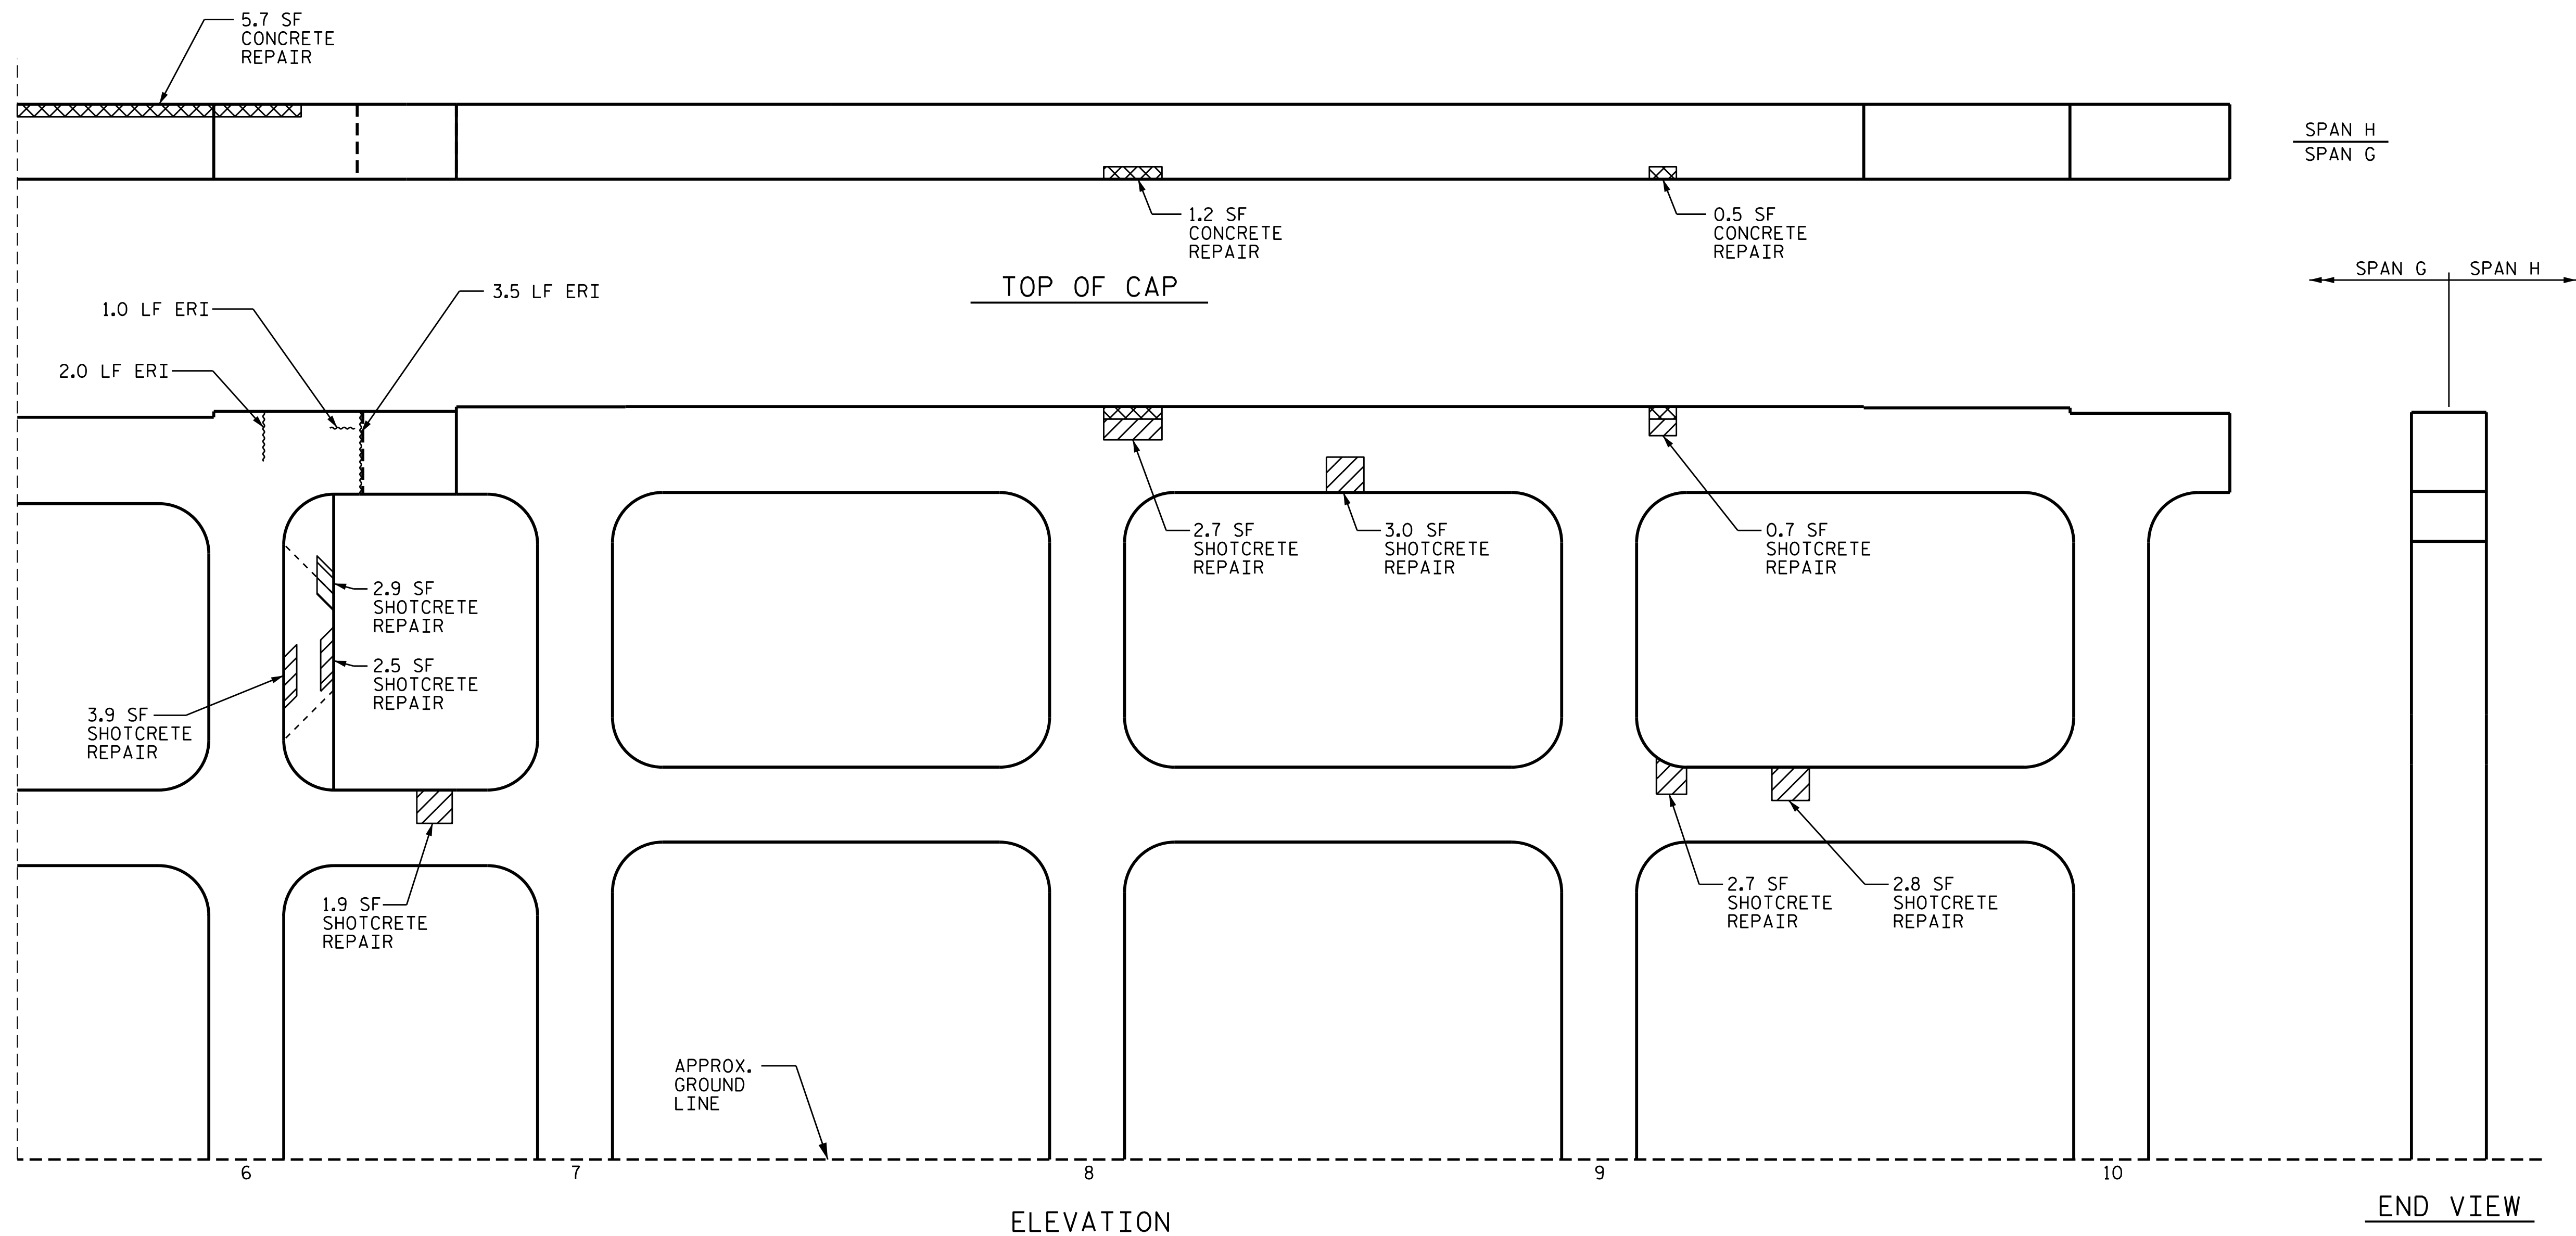 5.7 SF
CONCRETE
REPAIR
SPAN H
SPAN G
1.2 SF
CONCRETE
REPAIR
0.5 SF
CONCRETE
REPAIR
TOP OF CAP
SPAN G
SPAN H
3.5 LF ERI
1.0 LF ERI
2.0 LF ERI
2.7 SF
SHOTCRETE
REPAIR
3.0 SF
SHOTCRETE
REPAIR
0.7 SF
SHOTCRETE
REPAIR
2.9 SF
SHOTCRETE
REPAIR
2.5 SF
SHOTCRETE
REPAIR
3.9 SF
SHOTCRETE
REPAIR
1.9 SF
SHOTCRETE
REPAIR
2.7 SF
SHOTCRETE
REPAIR
2.8 SF
SHOTCRETE
REPAIR
APPROX.
GROUND
LINE
6
7
8
9
10
ELEVATION
END VIEW